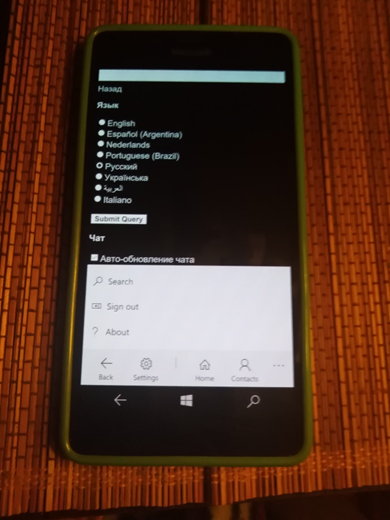 Назад
Язык
English
Español (Argentina)
Nederlands
Portuguese (Brazil)
Русский
Українська
العربية
Italiano
Submit Query
Чат
Авто-обновление чата
Search
Sign out
? About
Back Settings Home Contacts